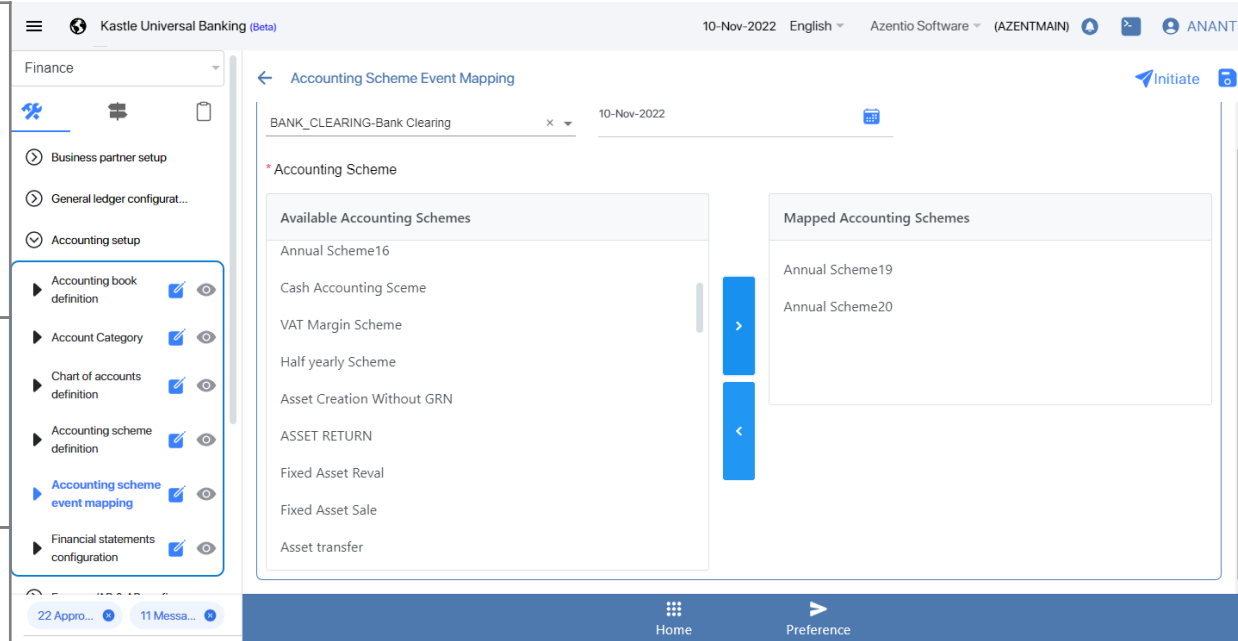 Kastle Universal Banking (Beta)
10-Nov-2022 English Azentio Software (AZENTMAIN) ANANT
Finance
Accounting Scheme Event Mapping
Initiate
BANK_CLEARING-Bank Clearing
10-Nov-2022
* Accounting Scheme
Business partner setup
General ledger configurat...
Accounting setup
Accounting book
definition
Account Category
Chart of accounts
definition
Accounting scheme
definition
Accounting scheme
event mapping
Financial statements
configuration
22 Appro...
11 Messa...
Available Accounting Schemes
Annual Scheme16
Cash Accounting Sceme
VAT Margin Scheme
Half yearly Scheme
Asset Creation Without GRN
ASSET RETURN
Fixed Asset Reval
Fixed Asset Sale
Asset transfer
Mapped Accounting Schemes
Annual Scheme19
Annual Scheme20
Home
Preference